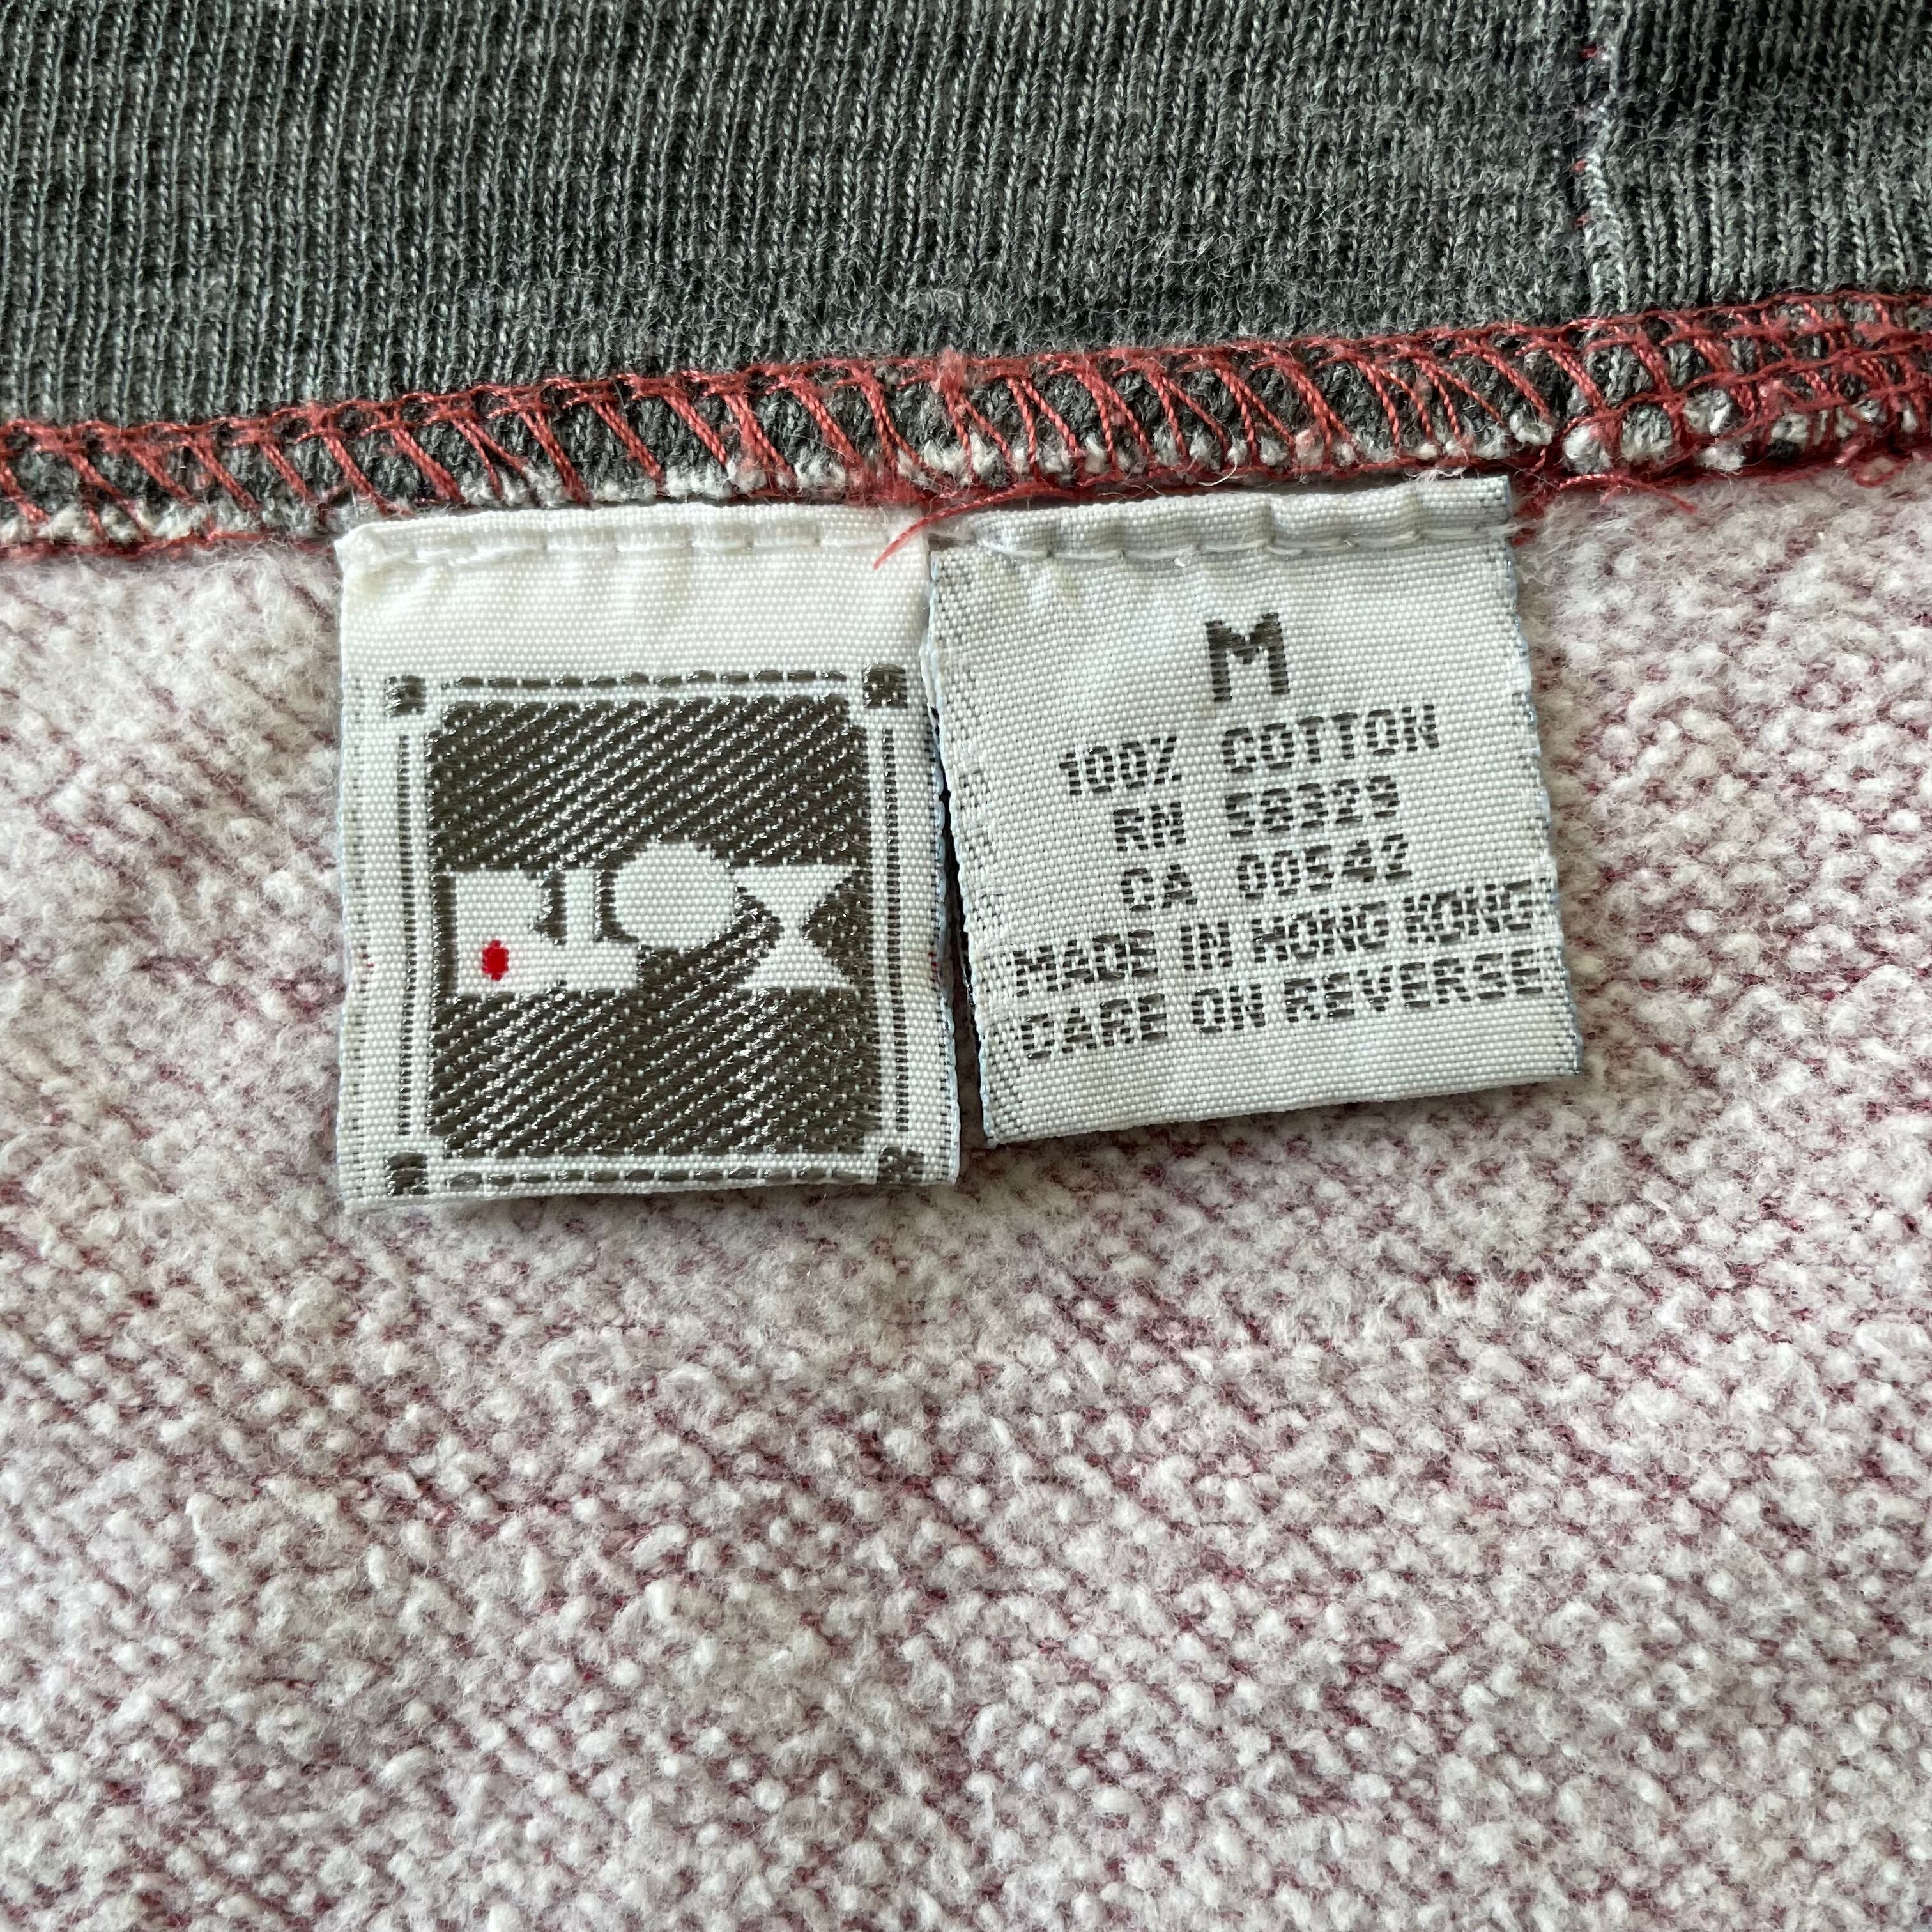 M
100% COTTON
RN 58329
CA 00542
MADE IN HONG KONG
CARE ON REVERSE